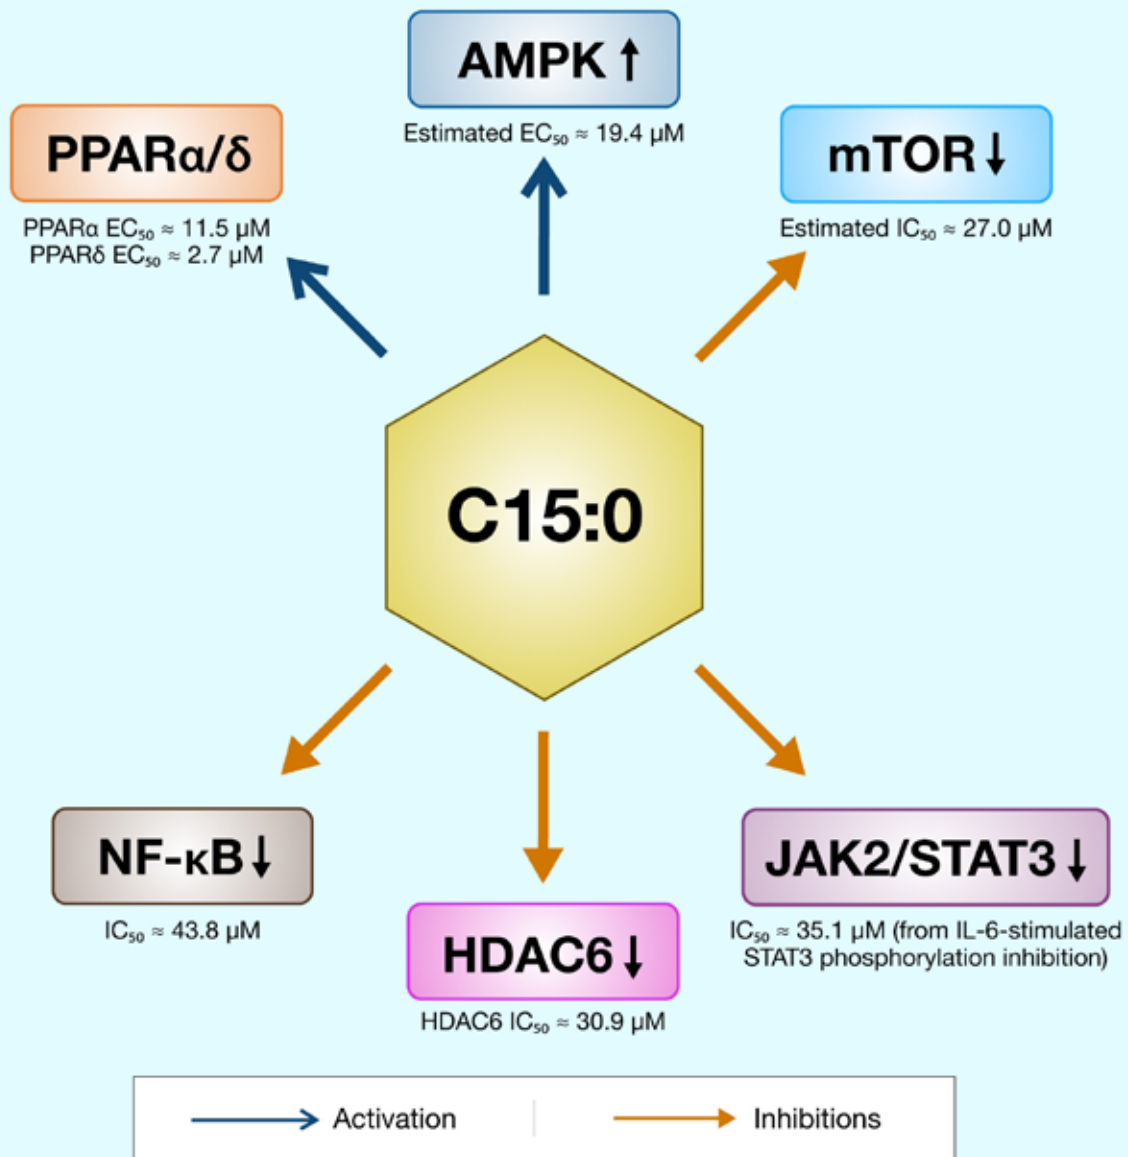 AMPK ↑
Estimated EC₅₀ ≈ 19.4 µM
PPARα/δ
PPARα EC₅₀ ≈ 11.5 µM
PPARδ EC₅₀ ≈ 2.7 µM
mTOR ↓
Estimated IC₅₀ ≈ 27.0 µM
C15:0
NF-κB ↓
IC₅₀ ≈ 43.8 µM
HDAC6 ↓
HDAC6 IC₅₀ ≈ 30.9 µM
JAK2/STAT3 ↓
IC₅₀ ≈ 35.1 µM (from IL-6-stimulated
STAT3 phosphorylation inhibition)
Activation
Inhibitions